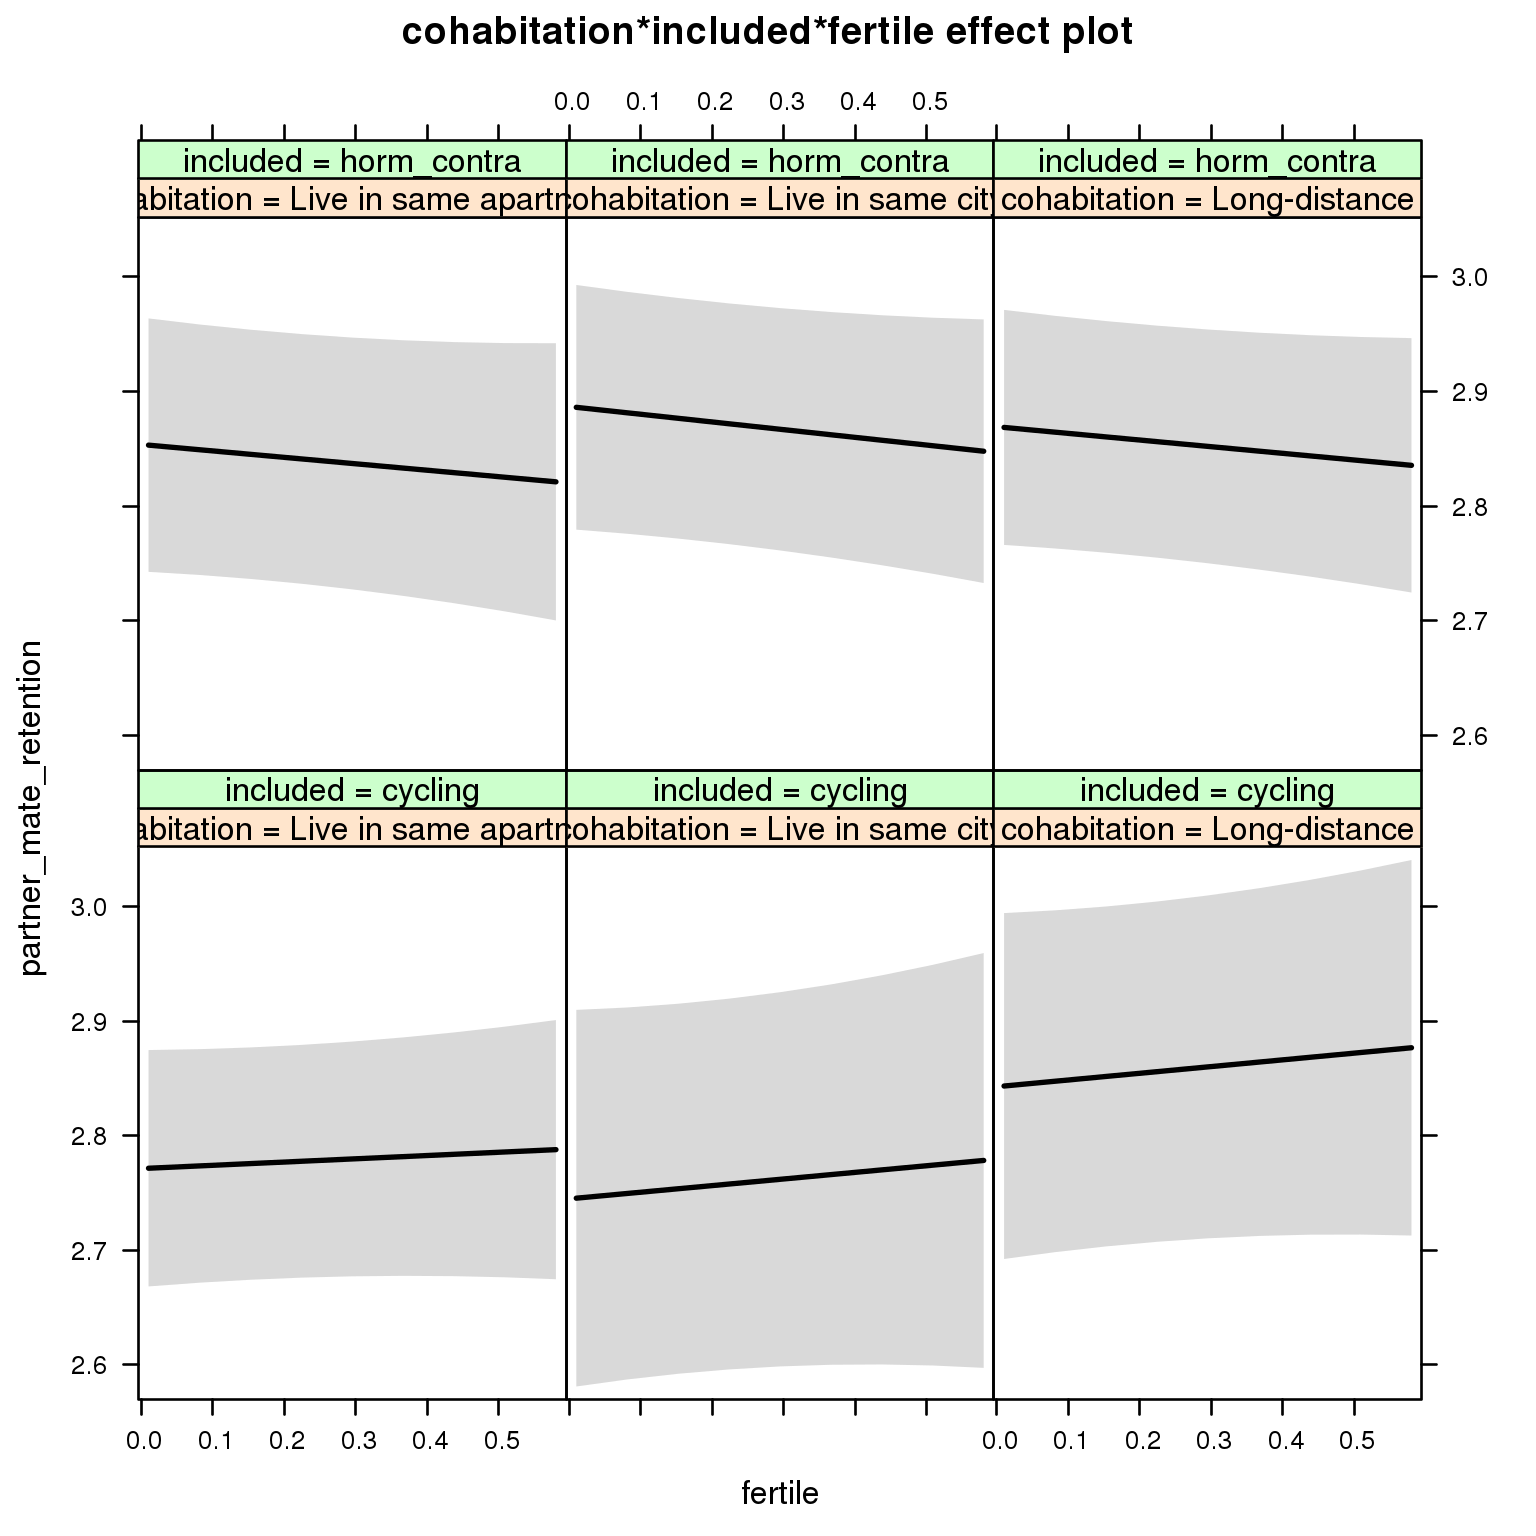 cohabitation*included*fertile effect plot
0.0 0.1 0.2 0.3 0.4 0.5
included = horm_contra included = horm_contra included = horm_contra
abitation = Live in same apartn cohabitation = Live in same city cohabitation = Long-distance
3.0
2.9
2.8
2.7
2.6
partner_mate_retention
included = cycling included = cycling included = cycling
abitation = Live in same apartn cohabitation = Live in same city cohabitation = Long-distance
3.0
2.9
2.8
2.7
2.6
0.0 0.1 0.2 0.3 0.4 0.5 0.0 0.1 0.2 0.3 0.4 0.5
fertile